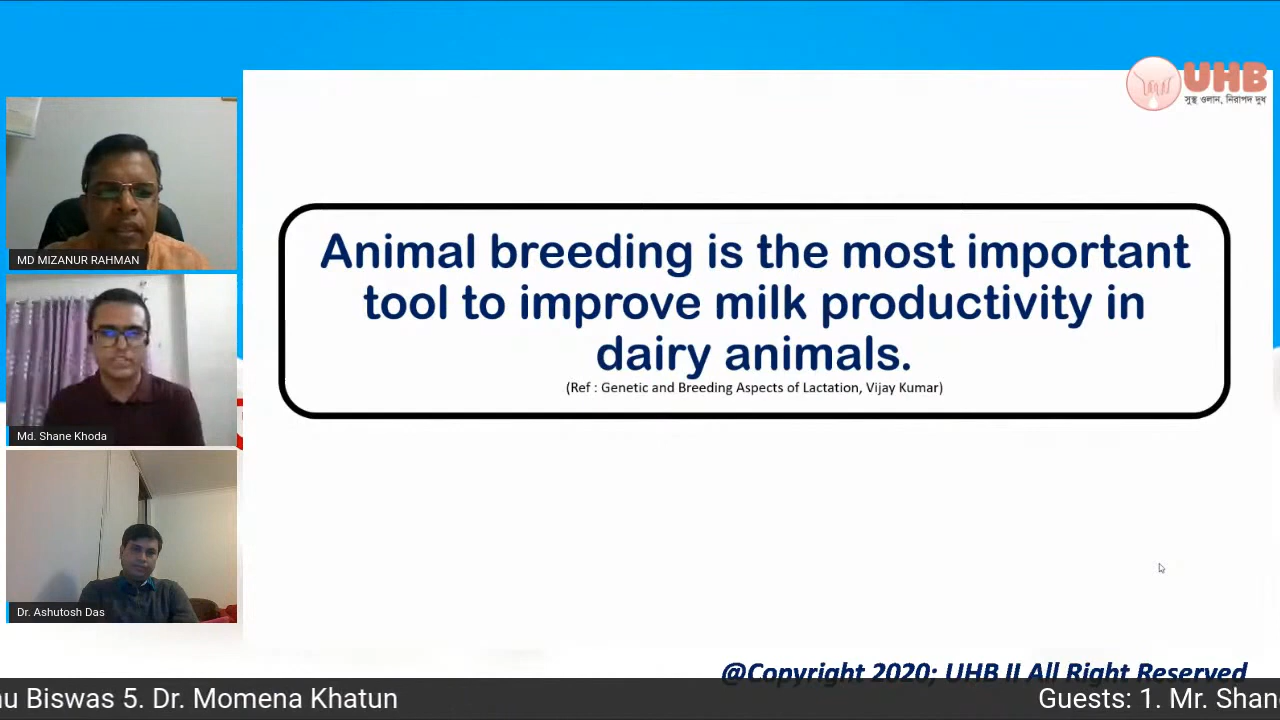 UHB
সুস্থ ওলান, নিরাপদ দুধ
MD MIZANUR RAHMAN
Md. Shane Khoda
Dr. Ashutosh Das
Animal breeding is the most important
tool to improve milk productivity in
dairy animals.
(Ref : Genetic and Breeding Aspects of Lactation, Vijay Kumar)
@Copyright 2020; UHB II All Right Reserved
Biswas 5. Dr. Momena Khatun
Guests: 1. Mr.